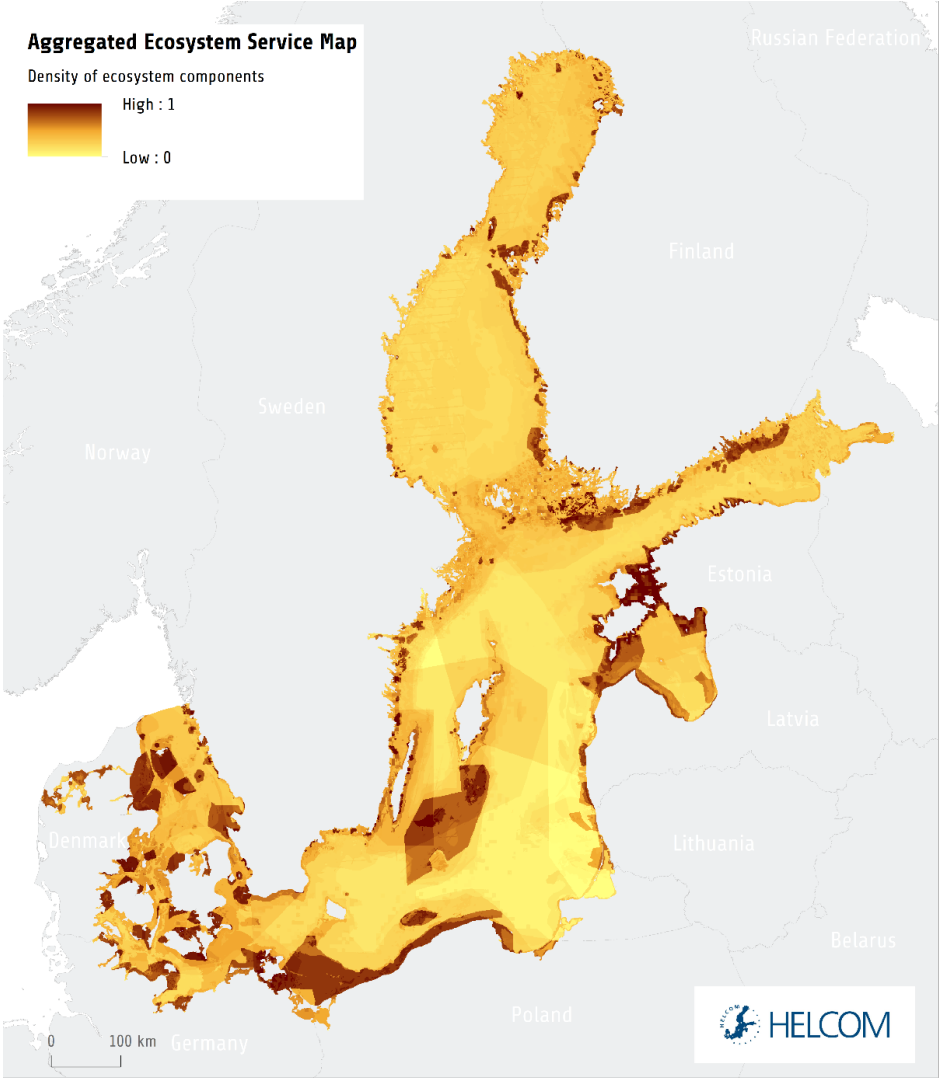 Aggregated Ecosystem Service Map
Density of ecosystem components
High : 1
Low : 0
Russian Federation
Finland
Sweden
Norway
Estonia
Latvia
Denmark
Lithuania
Belarus
Poland
Germany
0 100 km
HELCOM
HELCOM